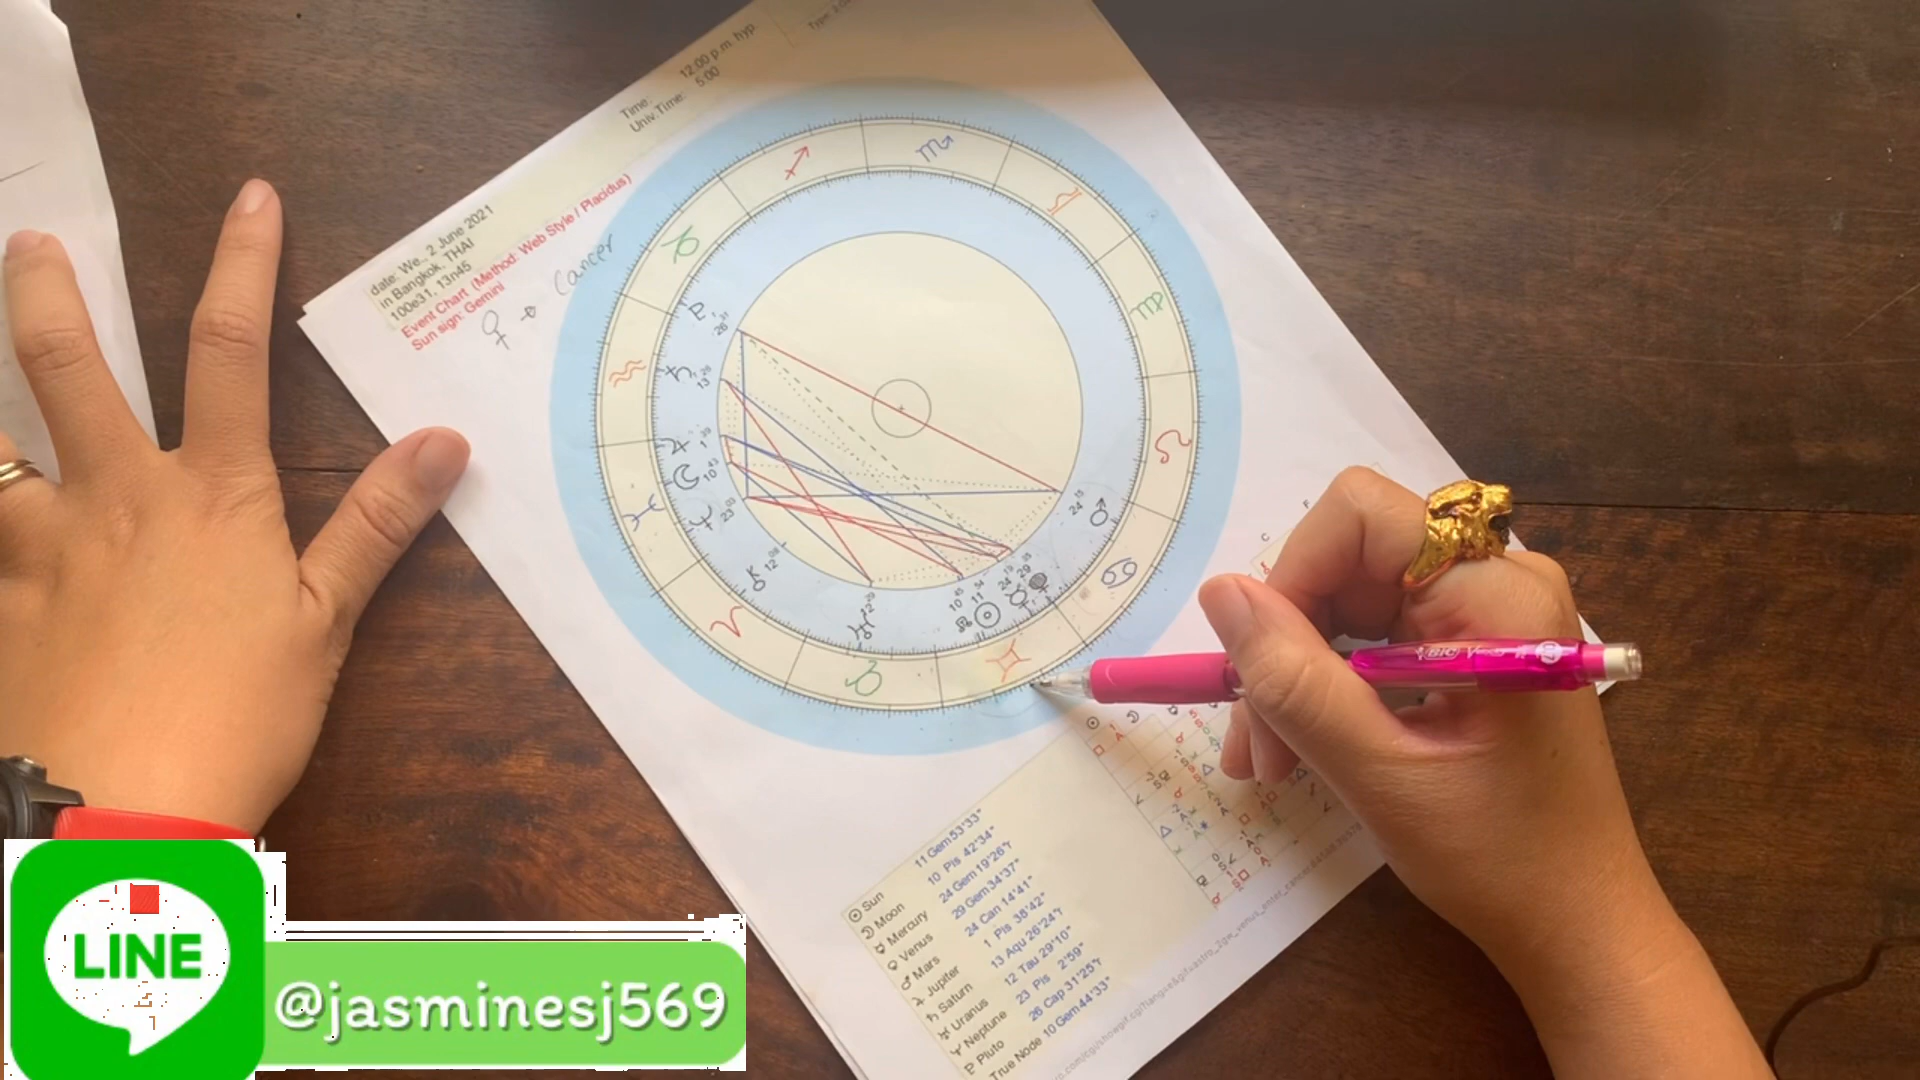 Time: 12:00 p.m. hyp.
Univ.Time: 5:00
date: We., 2 June 2021
in Bangkok, THAI
100e31, 13n45
Event Chart (Method: Web Style / Placidus)
Sun sign: Gemini
Cancer
Sun 11 Gem 53'33"
Moon 10 Pis 42'34"
Mercury 24 Gem 19'26"r
Venus 29 Gem 34'37"
Mars 24 Can 14'41"
Jupiter 1 Pis 38'42"
Saturn 13 Aqu 26'24"r
Uranus 12 Tau 29'10"
Neptune 23 Pis 2'59"
Pluto 26 Cap 31'25"r
True Node 10 Gem 44'33"
BIC
LINE
@jasminesj569